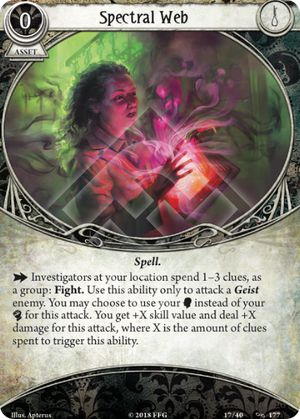 Spectral Web
0
ASSET
Spell.
Investigators at your location spend 1–3 clues, as
a group: Fight. Use this ability only to attack a Geist
enemy. You may choose to use your instead of your
for this attack. You get +X skill value and deal +X
damage for this attack, where X is the amount of clues
spent to trigger this ability.
Illus. Apterus © 2018 FFG 17/40 177